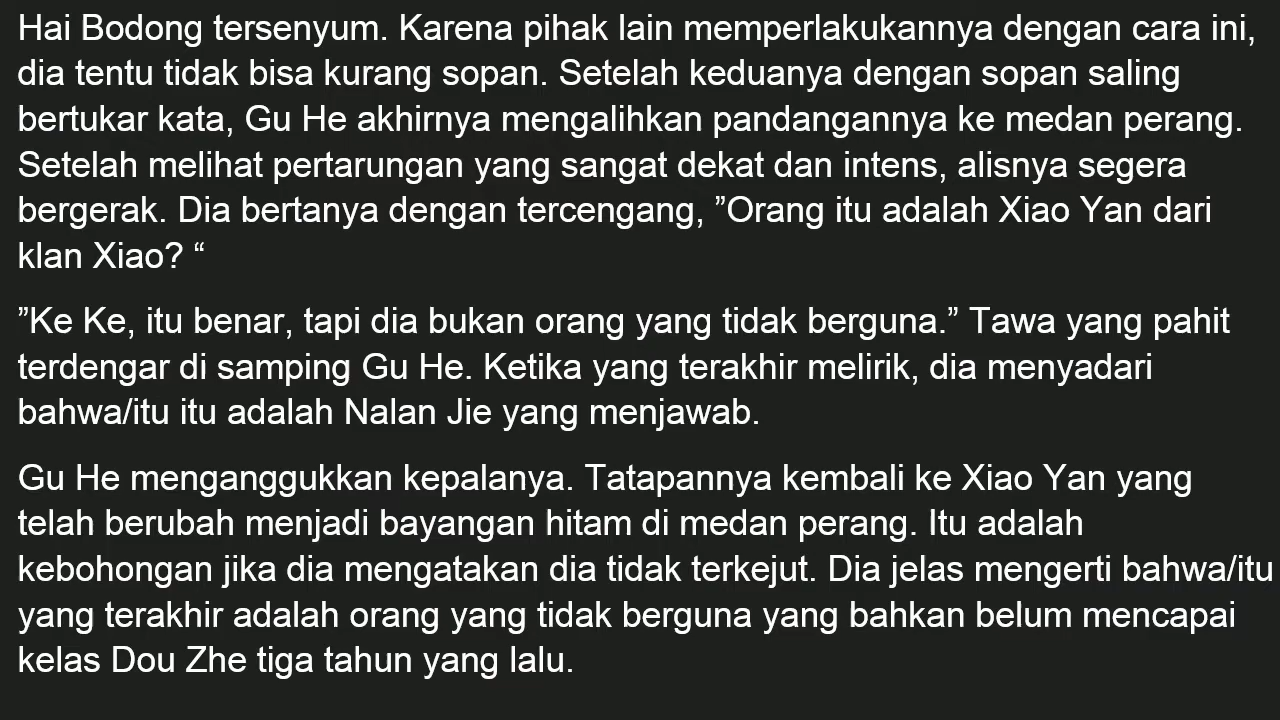 Hai Bodong tersenyum. Karena pihak lain memperlakukannya dengan cara ini,
dia tentu tidak bisa kurang sopan. Setelah keduanya dengan sopan saling
bertukar kata, Gu He akhirnya mengalihkan pandangannya ke medan perang.
Setelah melihat pertarungan yang sangat dekat dan intens, alisnya segera
bergerak. Dia bertanya dengan tercengang, ”Orang itu adalah Xiao Yan dari
klan Xiao? “
”Ke Ke, itu benar, tapi dia bukan orang yang tidak berguna.” Tawa yang pahit
terdengar di samping Gu He. Ketika yang terakhir melirik, dia menyadari
bahwa/itu itu adalah Nalan Jie yang menjawab.
Gu He menganggukkan kepalanya. Tatapannya kembali ke Xiao Yan yang
telah berubah menjadi bayangan hitam di medan perang. Itu adalah
kebohongan jika dia mengatakan dia tidak terkejut. Dia jelas mengerti bahwa/itu
yang terakhir adalah orang yang tidak berguna yang bahkan belum mencapai
kelas Dou Zhe tiga tahun yang lalu.